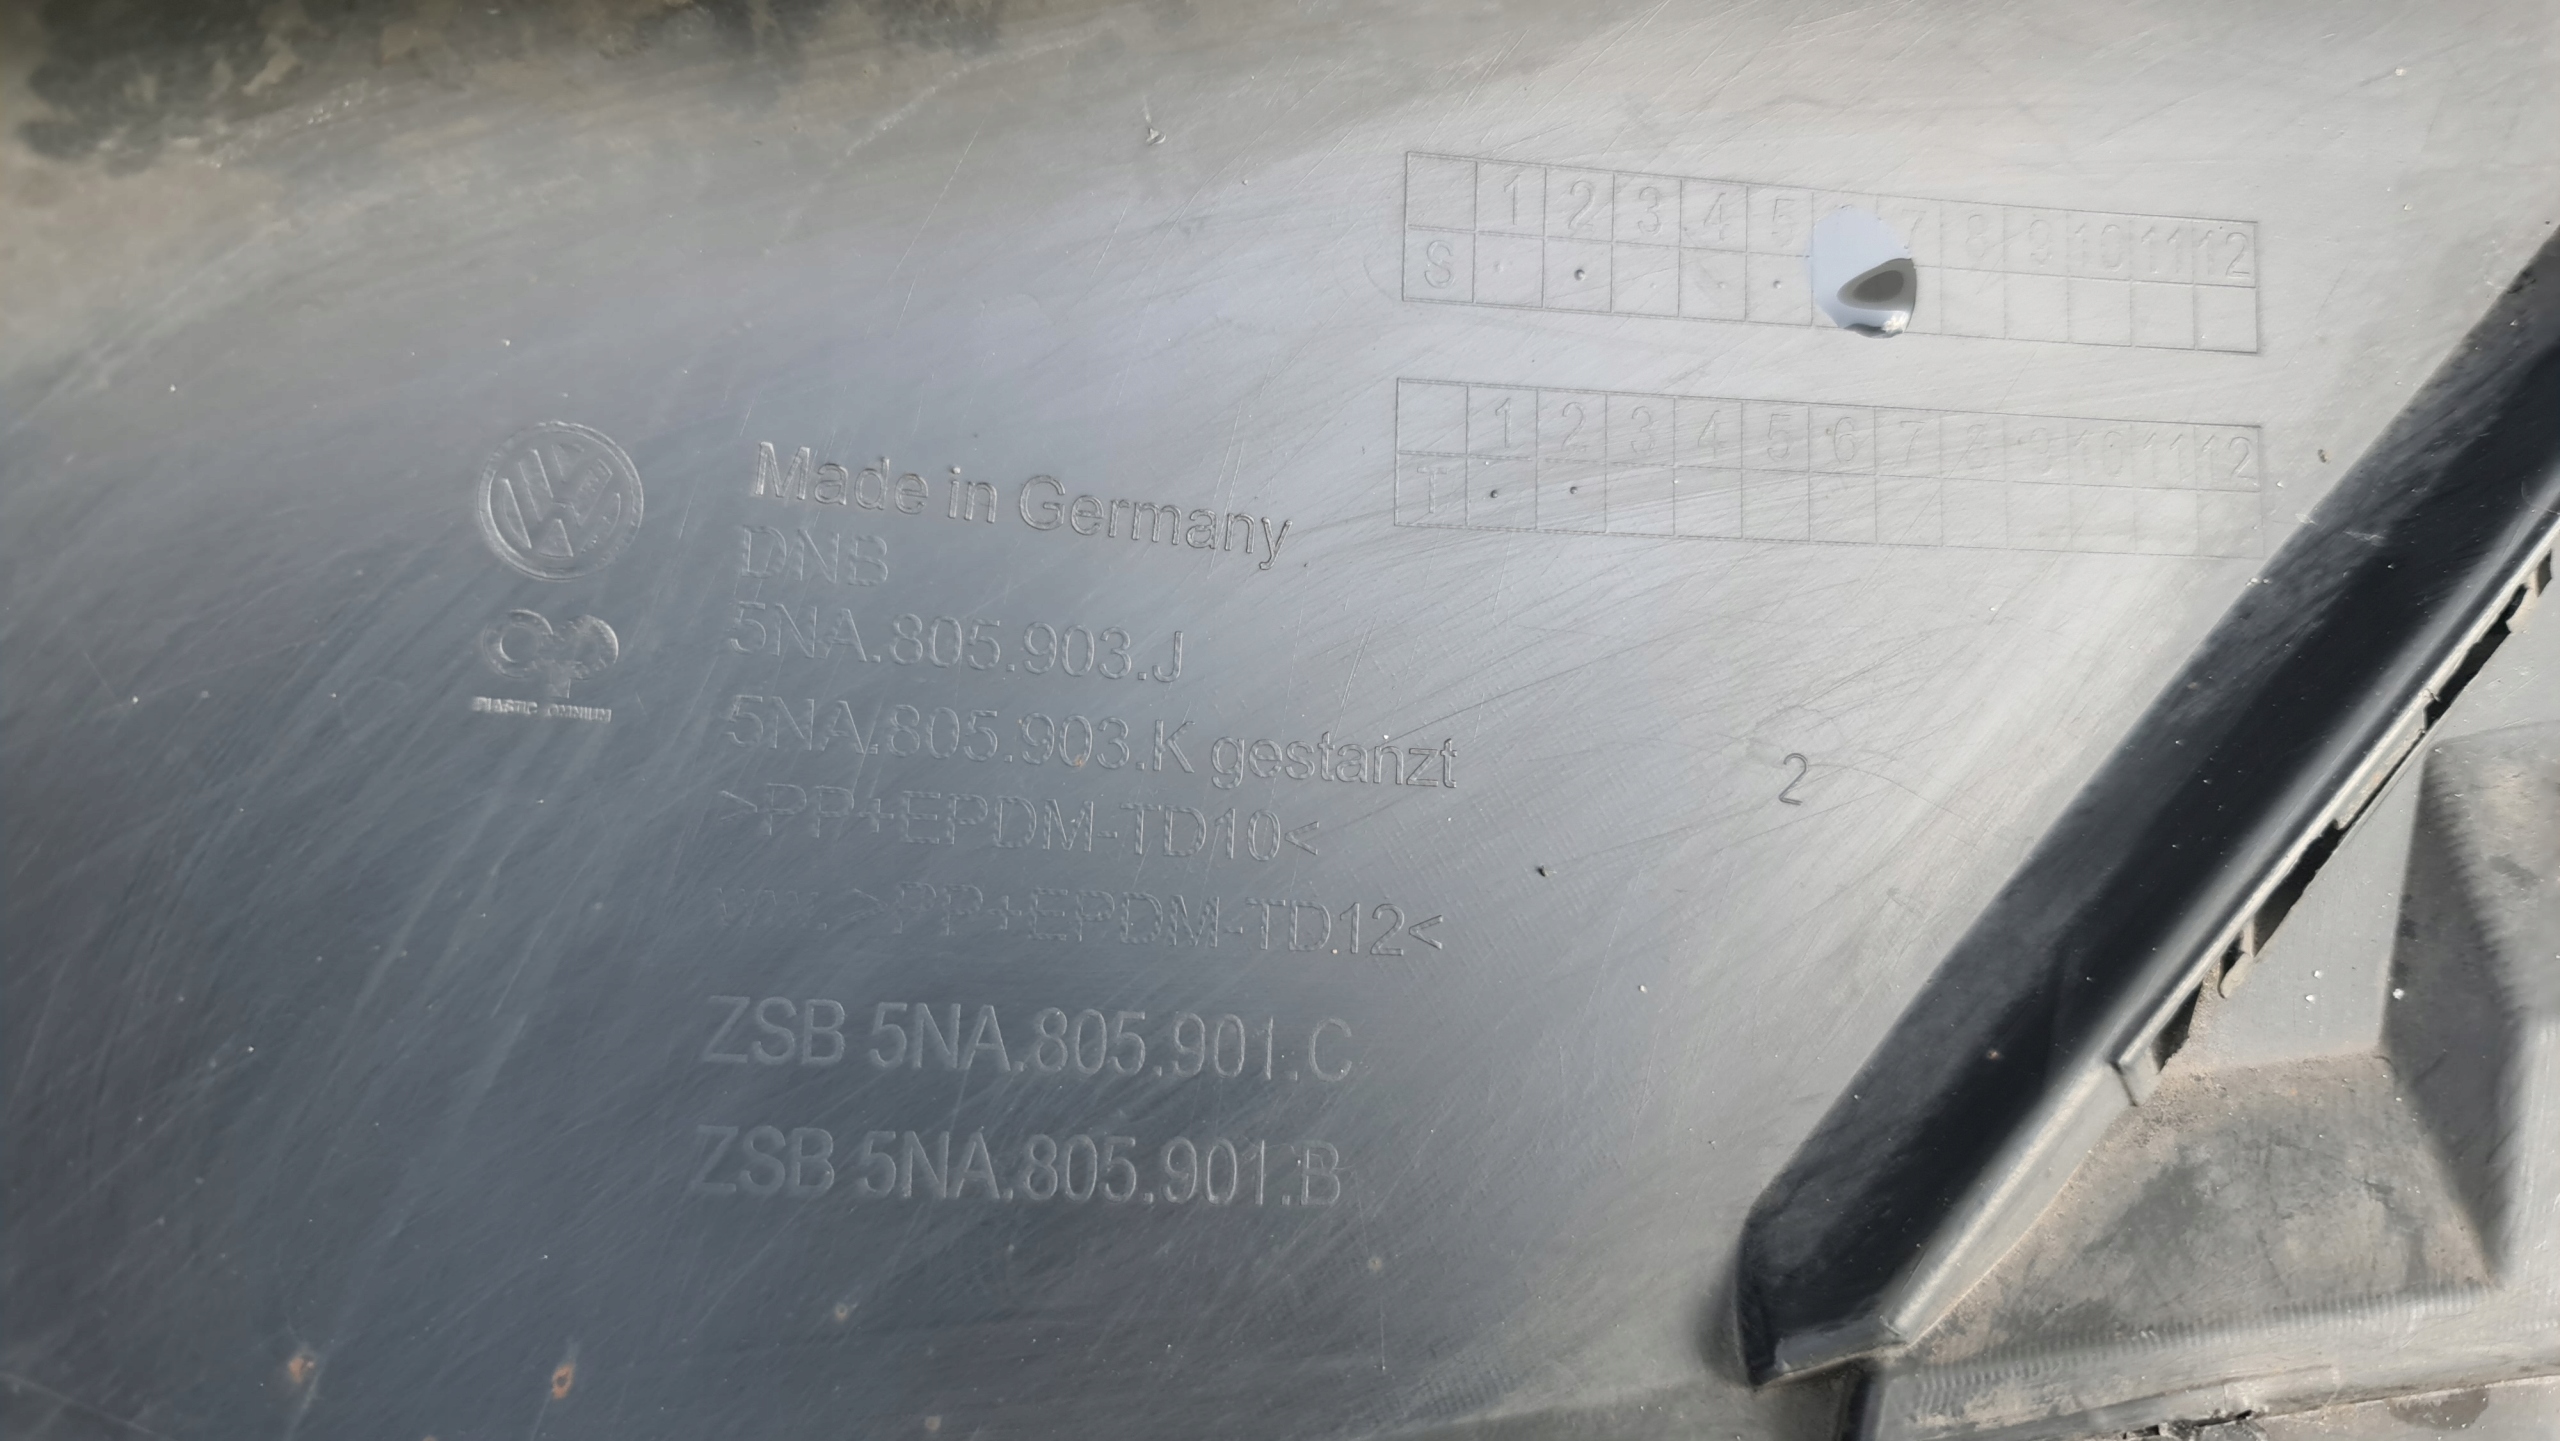 1 2 3 4 5 7 8 9 10 11 12
S
1 2 3 4 5 6 7 8 9 10 11 12
T
Made in Germany
DNB
5NA.805.903.J
PLASTIC OMNIUM
5NA.805.903.K gestanzt
2
>PP+EPDM-TD10<
>PP+EPDM-TD12<
ZSB 5NA.805.901.C
ZSB 5NA.805.901.B